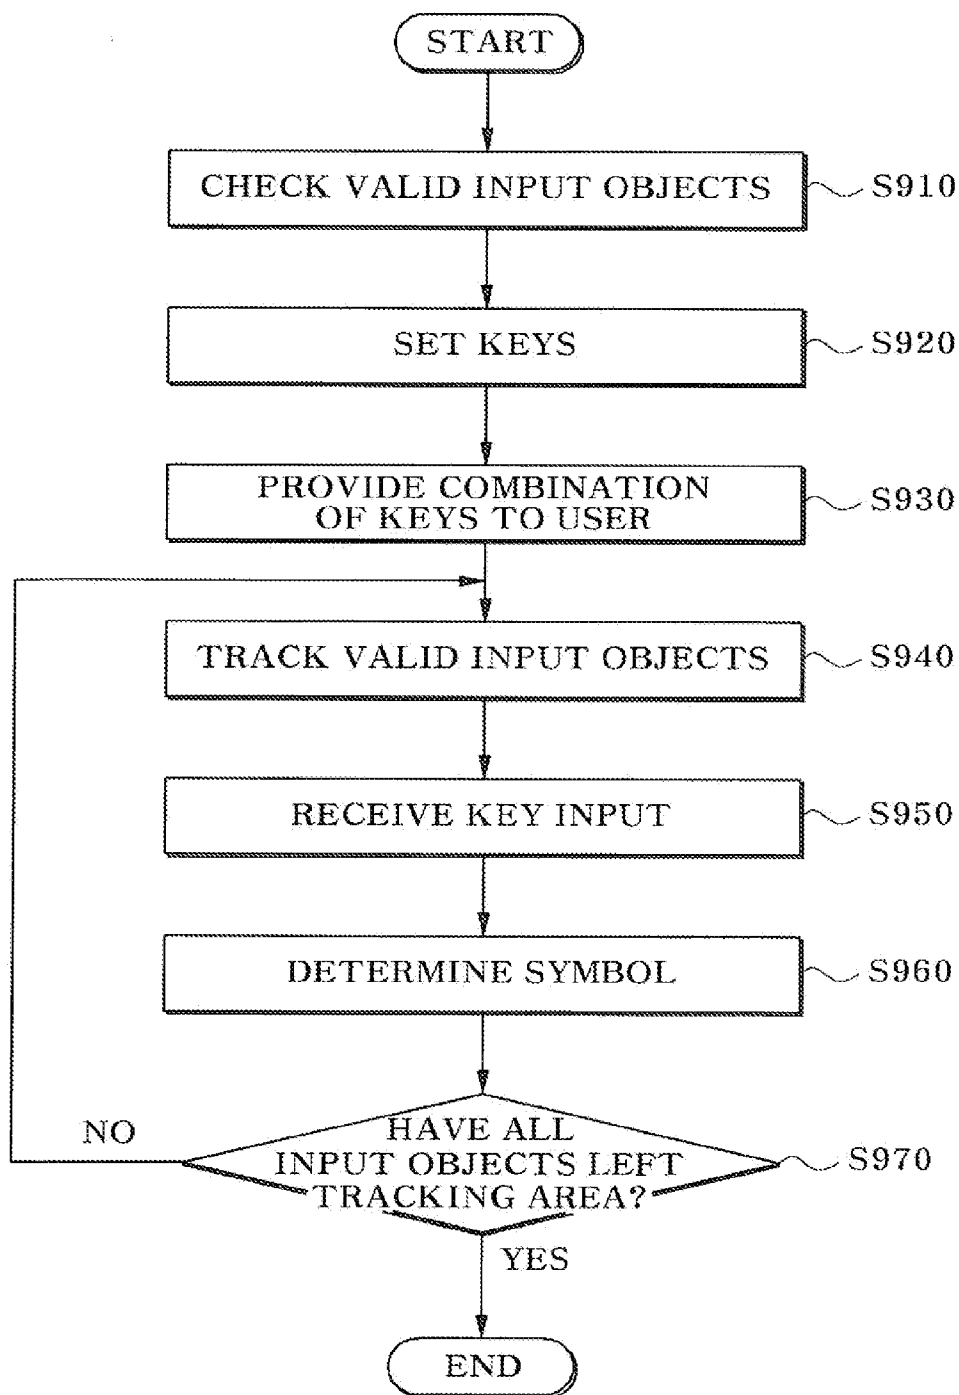 START
CHECK VALID INPUT OBJECTS
S910
SET KEYS
S920
PROVIDE COMBINATION
OF KEYS TO USER
S930
TRACK VALID INPUT OBJECTS
S940
RECEIVE KEY INPUT
S950
DETERMINE SYMBOL
S960
NO
HAVE ALL
INPUT OBJECTS LEFT
TRACKING AREA?
S970
YES
END